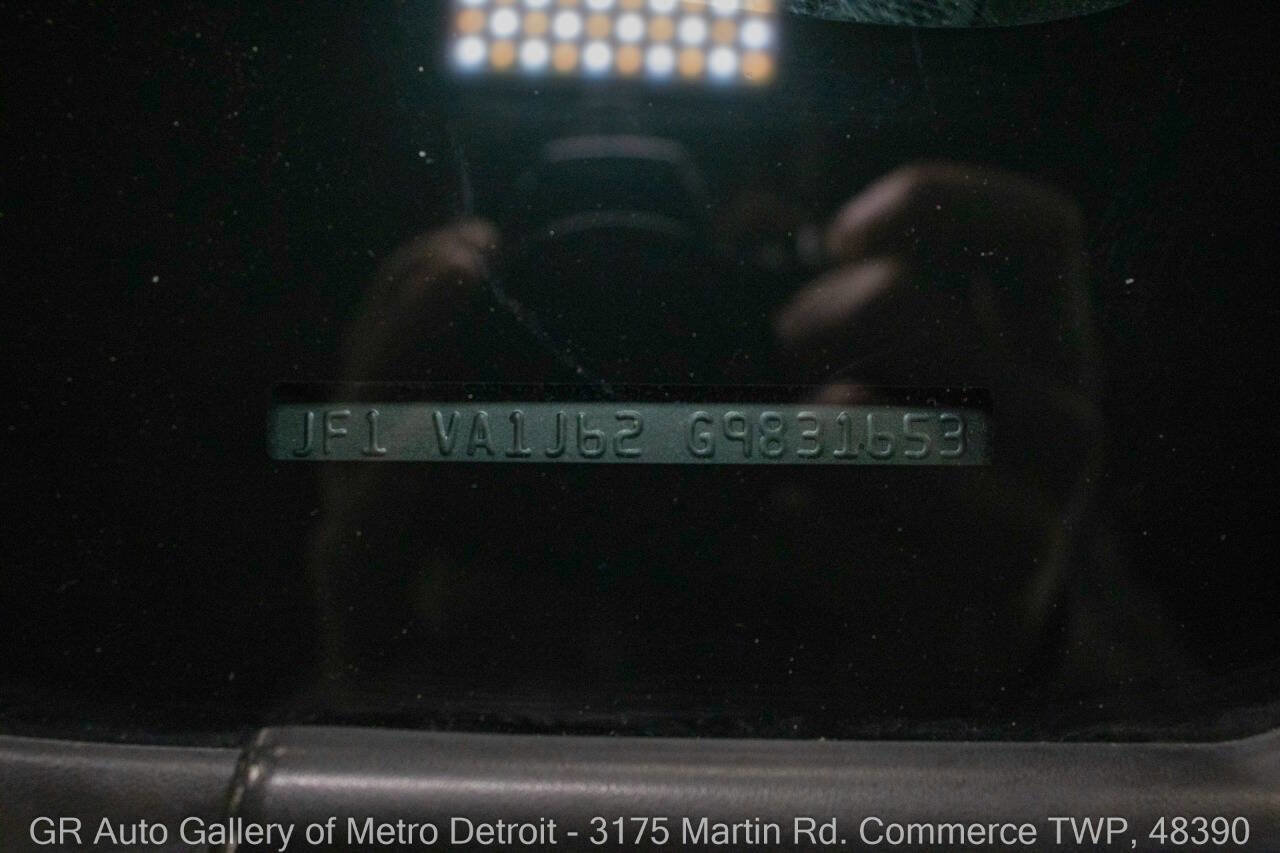 JF1 VA1J62 G9831653
GR Auto Gallery of Metro Detroit - 3175 Martin Rd. Commerce TWP, 48390